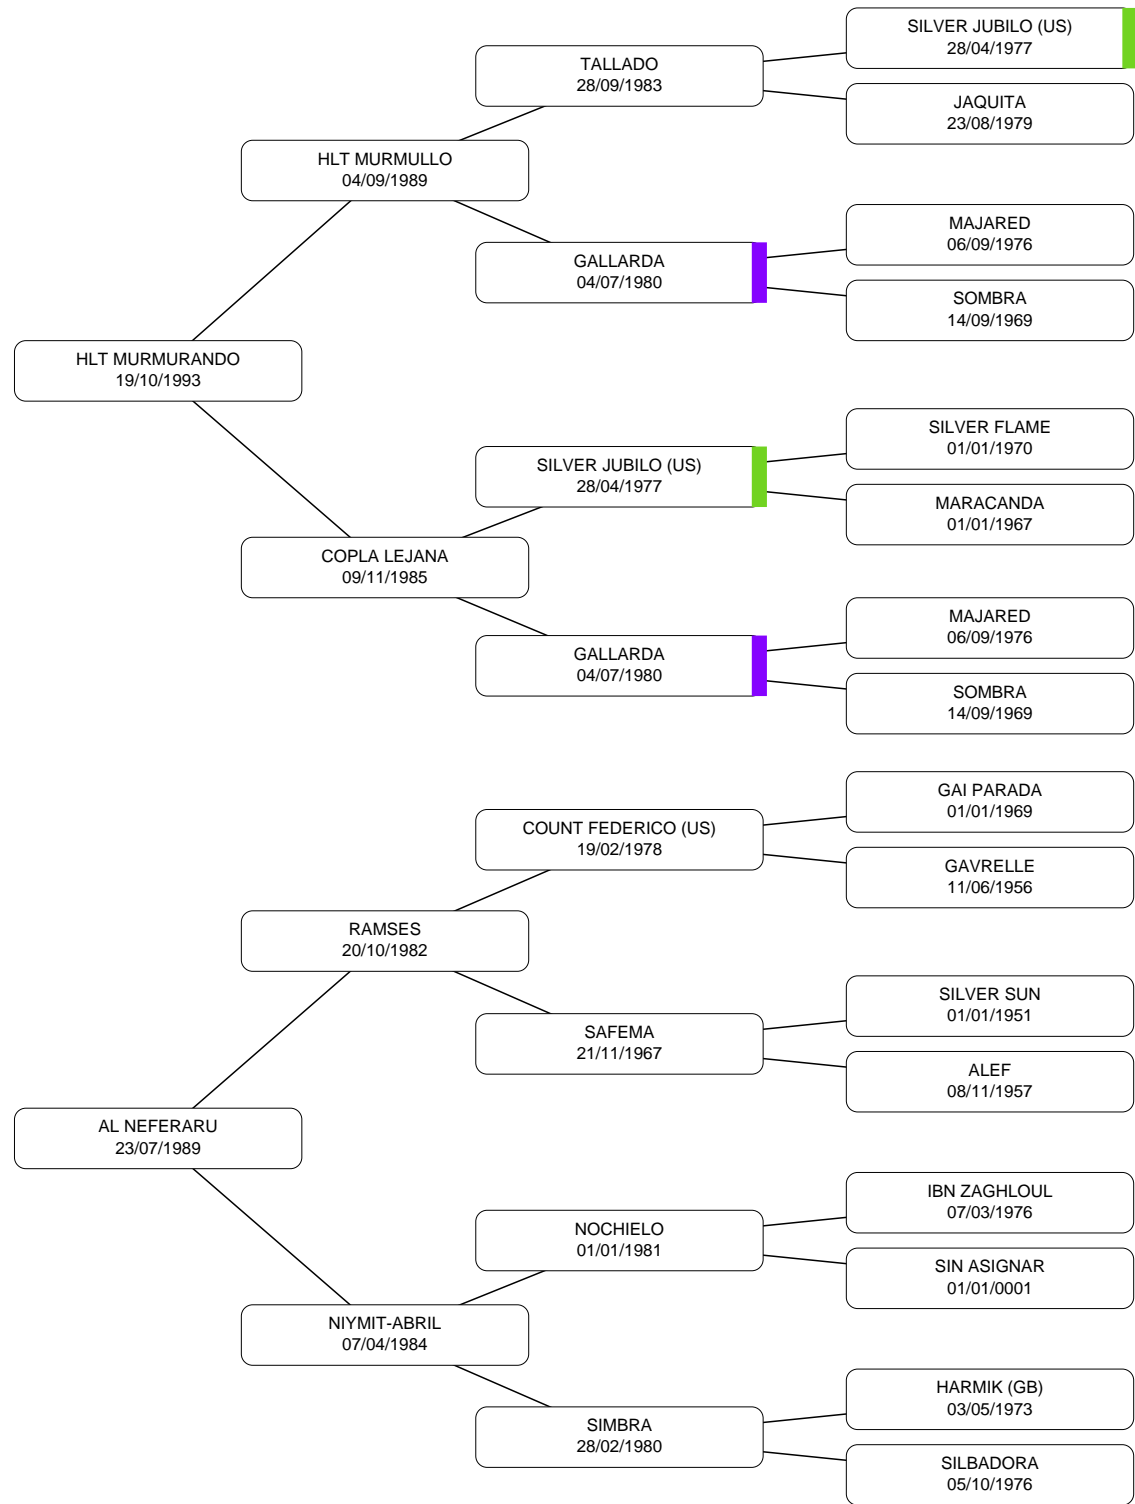 SILVER JUBILO (US)
28/04/1977
TALLADO
28/09/1983
JAQUITA
23/08/1979
HLT MURMULLO
04/09/1989
MAJARED
06/09/1976
GALLARDA
04/07/1980
SOMBRA
14/09/1969
HLT MURMURANDO
19/10/1993
SILVER FLAME
01/01/1970
SILVER JUBILO (US)
28/04/1977
MARACANDA
01/01/1967
COPLA LEJANA
09/11/1985
MAJARED
06/09/1976
GALLARDA
04/07/1980
SOMBRA
14/09/1969
GAI PARADA
01/01/1969
COUNT FEDERICO (US)
19/02/1978
GAVRELLE
11/06/1956
RAMSES
20/10/1982
SILVER SUN
01/01/1951
SAFEMA
21/11/1967
ALEF
08/11/1957
AL NEFERARU
23/07/1989
IBN ZAGHLOUL
07/03/1976
NOCHIELO
01/01/1981
SIN ASIGNAR
01/01/0001
NIYMIT-ABRIL
07/04/1984
HARMIK (GB)
03/05/1973
SIMBRA
28/02/1980
SILBADORA
05/10/1976